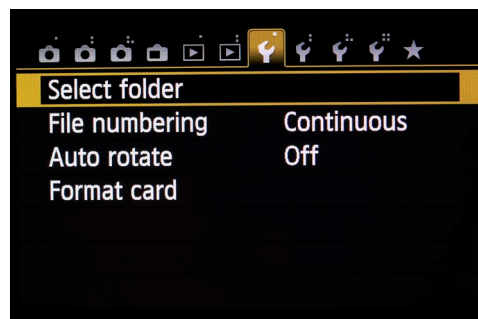 Select folder
File numbering Continuous
Auto rotate Off
Format card